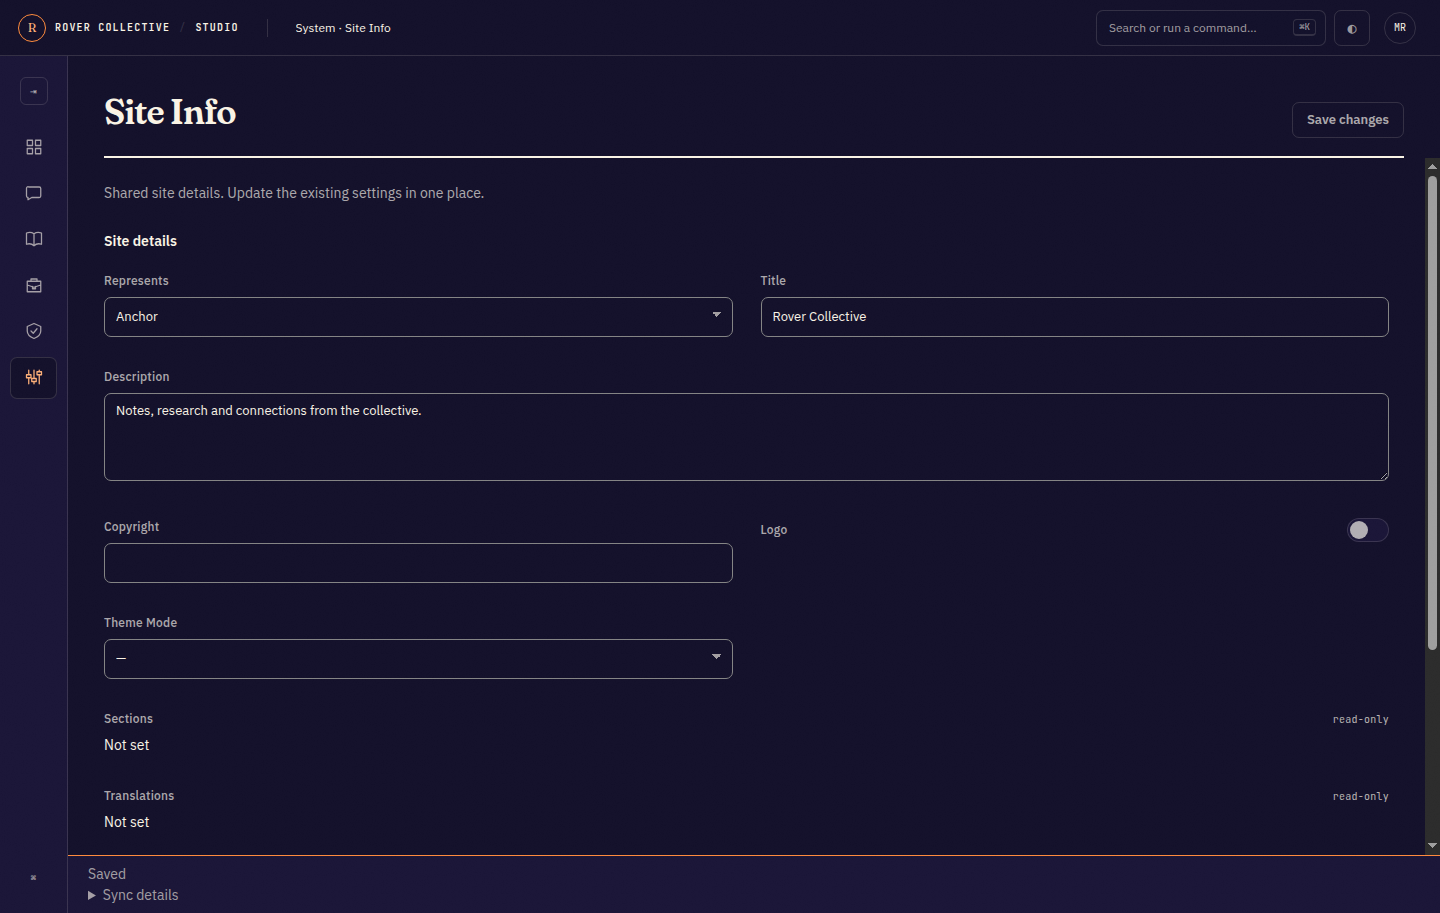 R ROVER COLLECTIVE / STUDIO System · Site Info Search or run a command... ⌘K MR
Site Info
Save changes
Shared site details. Update the existing settings in one place.
Site details
Represents Title
Anchor Rover Collective
Description
Notes, research and connections from the collective.
Copyright Logo
Theme Mode
—
Sections read-only
Not set
Translations read-only
Not set
⌘
Saved
Sync details